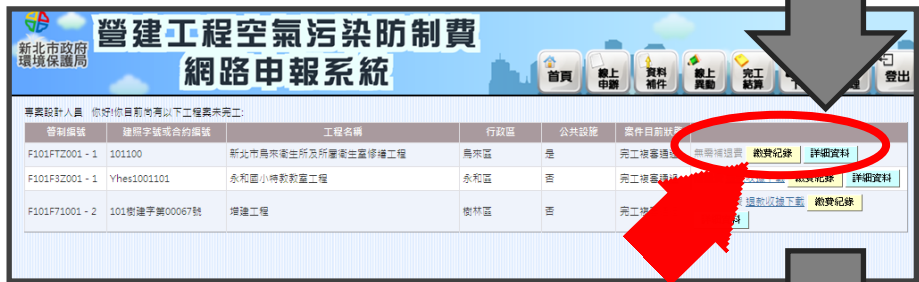 新北市政府
環境保護局
營建工程空氣污染防制費
網路申報系統
首頁
線上
申辦
資料
補件
線上
異動
完工
結算
登出
專案設計人員 你好!你目前尚有以下工程案未完工:
管制編號 建照字號或合約編號 工程名稱 行政區 公共設施 案件目前狀
F101FTZ001 - 1 101100 新北市烏來衛生所及所屬衛生室修繕工程 烏來區 是 完工複審通過 無需補退費 繳費紀錄 詳細資料
F101F3Z001 - 1 Yhes1001101 永和國小特教教室工程 永和區 否 完工複審通過 收據下載 繳費紀錄 詳細資料
F101F71001 - 2 101樹建字第00067號 增建工程 樹林區 否 完工複 退款收據下載 繳費紀錄